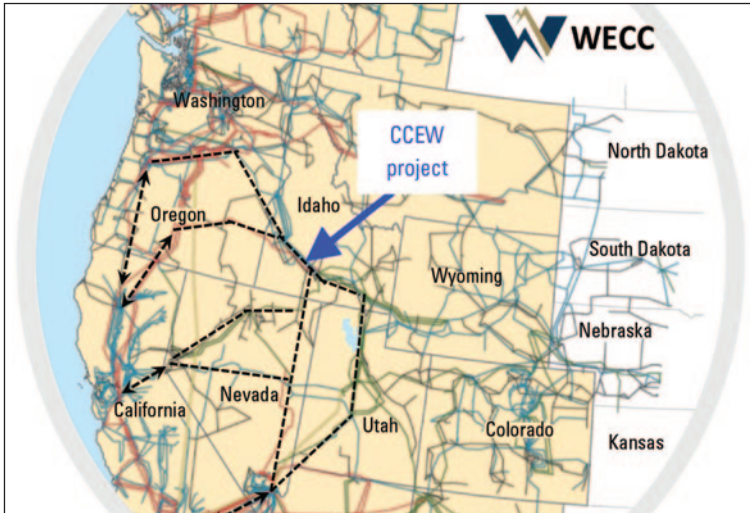 WECC
Washington
CCEW
project
North Dakota
Oregon
Idaho
South Dakota
Wyoming
Nebraska
California
Nevada
Utah
Colorado
Kansas